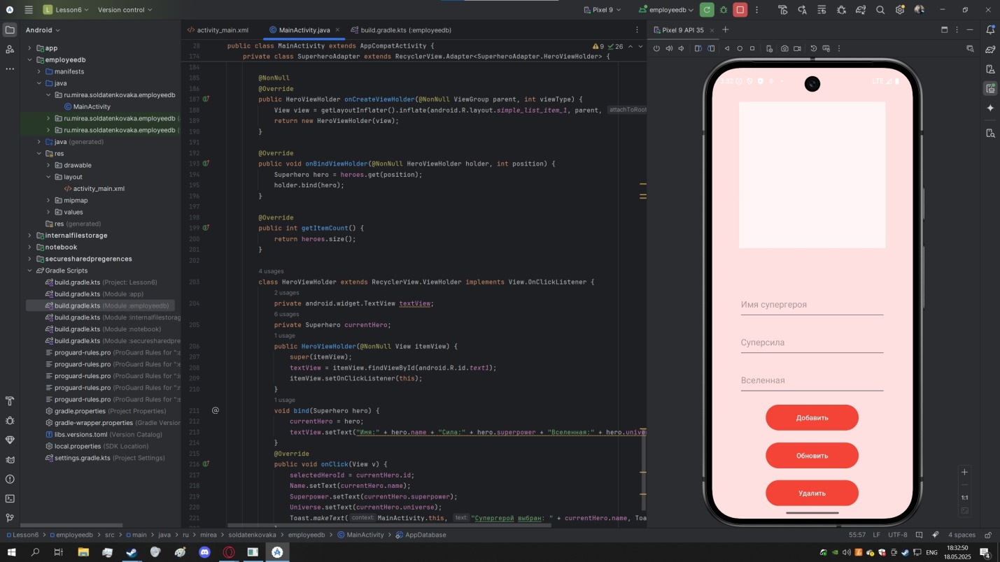 Lesson6
Version control
Pixel 9
employeedb
Android
activity_main.xml
MainActivity.java
build.gradle.kts (:employeedb)
Pixel 9 API 35
app
employeedb
manifests
java
ru.mirea.soldatenkovaka.employeedb
MainActivity
ru.mirea.soldatenkovaka.employeedb
ru.mirea.soldatenkovaka.employeedb
java (generated)
res
drawable
layout
activity_main.xml
mipmap
values
res (generated)
internalfilestorage
notebook
securesharedpregerences
Gradle Scripts
build.gradle.kts (Project: Lesson6)
build.gradle.kts (Module :app)
build.gradle.kts (Module :employeedb)
build.gradle.kts (Module :internalfilestorag
build.gradle.kts (Module :notebook)
build.gradle.kts (Module :securesharedpre
proguard-rules.pro (ProGuard Rules for ":a
proguard-rules.pro (ProGuard Rules for ":e
proguard-rules.pro (ProGuard Rules for ":i
proguard-rules.pro (ProGuard Rules for ":r
proguard-rules.pro (ProGuard Rules for ":s
gradle.properties (Project Properties)
gradle-wrapper.properties (Gradle Version
libs.versions.toml (Version Catalog)
local.properties (SDK Location)
settings.gradle.kts (Project Settings)
28 public class MainActivity extends AppCompatActivity {
9 26
174 private class SuperheroAdapter extends RecyclerView.Adapter<SuperheroAdapter.HeroViewHolder> {
184
185 @NonNull
186 @Override
187 public HeroViewHolder onCreateViewHolder(@NonNull ViewGroup parent, int viewType) {
188 View view = getLayoutInflater().inflate(android.R.layout.simple_list_item_1, parent, attachToRoot
189 return new HeroViewHolder(view);
190 }
191
192 @Override
193 public void onBindViewHolder(@NonNull HeroViewHolder holder, int position) {
194 Superhero hero = heroes.get(position);
195 holder.bind(hero);
196 }
197
198 @Override
199 public int getItemCount() {
200 return heroes.size();
201 }
202
4 usages
203 class HeroViewHolder extends RecyclerView.ViewHolder implements View.OnClickListener {
2 usages
204 private android.widget.TextView textView;
6 usages
205 private Superhero currentHero;
1 usage
206 public HeroViewHolder(@NonNull View itemView) {
207 super(itemView);
208 textView = itemView.findViewById(android.R.id.text1);
209 itemView.setOnClickListener(this);
210 }
1 usage
211 void bind(Superhero hero) {
212 currentHero = hero;
213 textView.setText("Имя:" + hero.name + "Сила:" + hero.superpower + "Вселенная:" + hero.unive
214 }
215 @Override
216 public void onClick(View v) {
217 selectedHeroId = currentHero.id;
218 Name.setText(currentHero.name);
219 Superpower.setText(currentHero.superpower);
220 Universe.setText(currentHero.universe);
221 Toast.makeText( context: MainActivity.this, text: "Супергерой выбран: " + currentHero.name, Toa
3:32
LTE
Имя супергероя
Суперсила
Вселенная
Добавить
Обновить
Удалить
1:1
Lesson6 > employeedb > src > main > java > ru > mirea > soldatenkovaka > employeedb > MainActivity > AppDatabase
55:57 LF UTF-8 4 spaces
ENG
18:32:50
18.05.2025
4